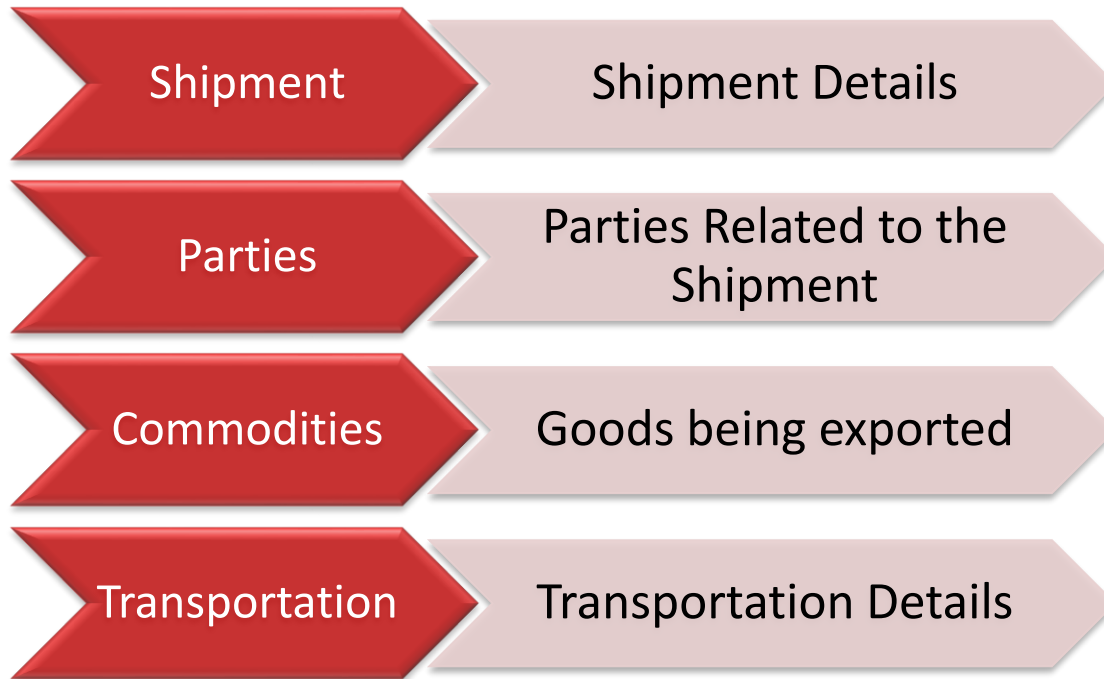 Shipment
Shipment Details
Parties
Parties Related to the
Shipment
Commodities
Goods being exported
Transportation
Transportation Details